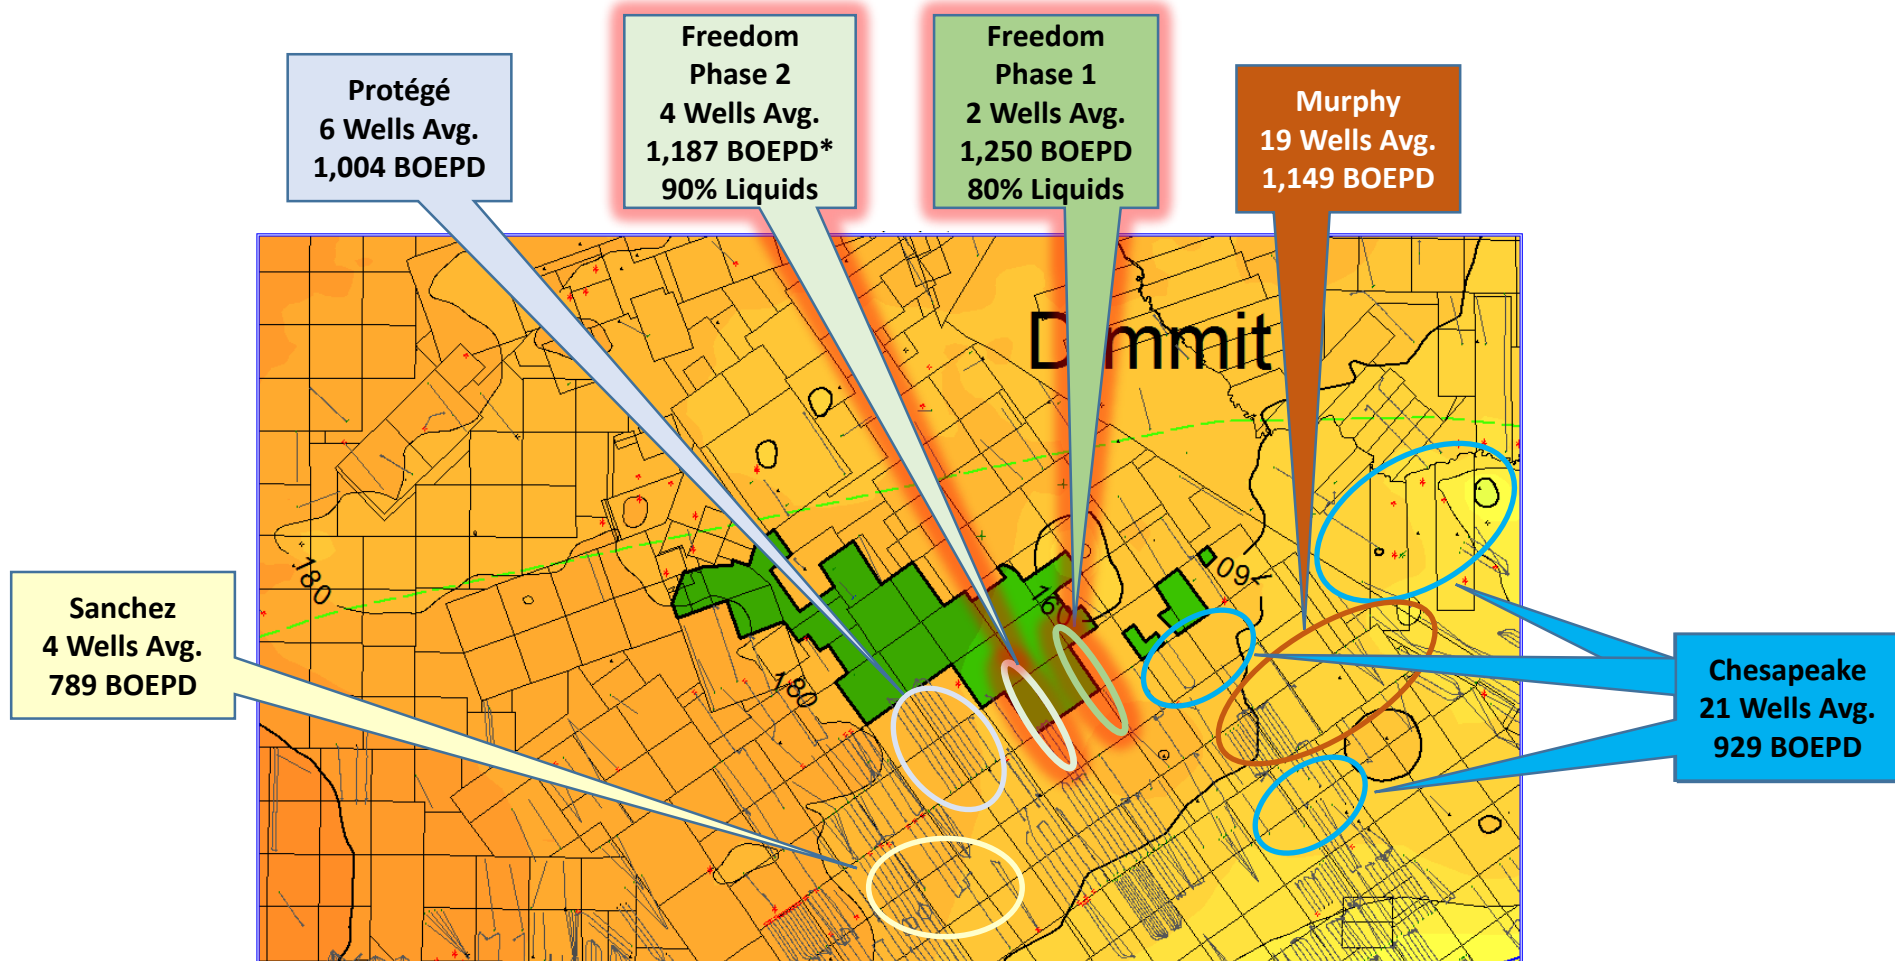 Freedom
Phase 2
4 Wells Avg.
1,187 BOEPD*
90% Liquids
Freedom
Phase 1
2 Wells Avg.
1,250 BOEPD
80% Liquids
Protégé
6 Wells Avg.
1,004 BOEPD
Murphy
19 Wells Avg.
1,149 BOEPD
Dimmit
180
160
160
Sanchez
4 Wells Avg.
789 BOEPD
180
Chesapeake
21 Wells Avg.
929 BOEPD